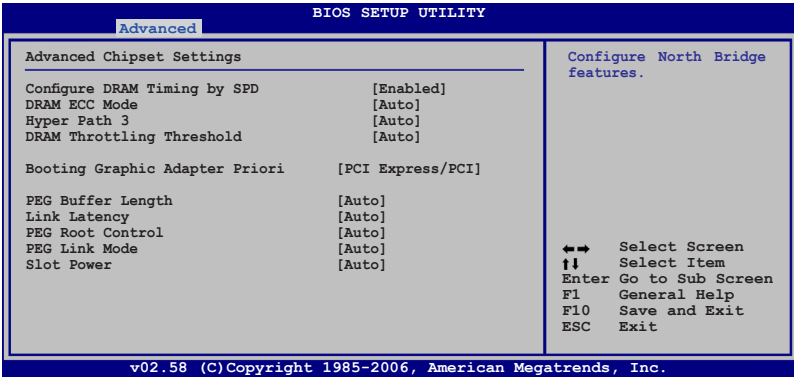 BIOS SETUP UTILITY
Advanced
Advanced Chipset Settings
Configure DRAM Timing by SPD [Enabled]
DRAM ECC Mode [Auto]
Hyper Path 3 [Auto]
DRAM Throttling Threshold [Auto]
Booting Graphic Adapter Priori [PCI Express/PCI]
PEG Buffer Length [Auto]
Link Latency [Auto]
PEG Root Control [Auto]
PEG Link Mode [Auto]
Slot Power [Auto]
Configure North Bridge
features.
←→ Select Screen
↑↓ Select Item
Enter Go to Sub Screen
F1 General Help
F10 Save and Exit
ESC Exit
v02.58 (C)Copyright 1985-2006, American Megatrends, Inc.